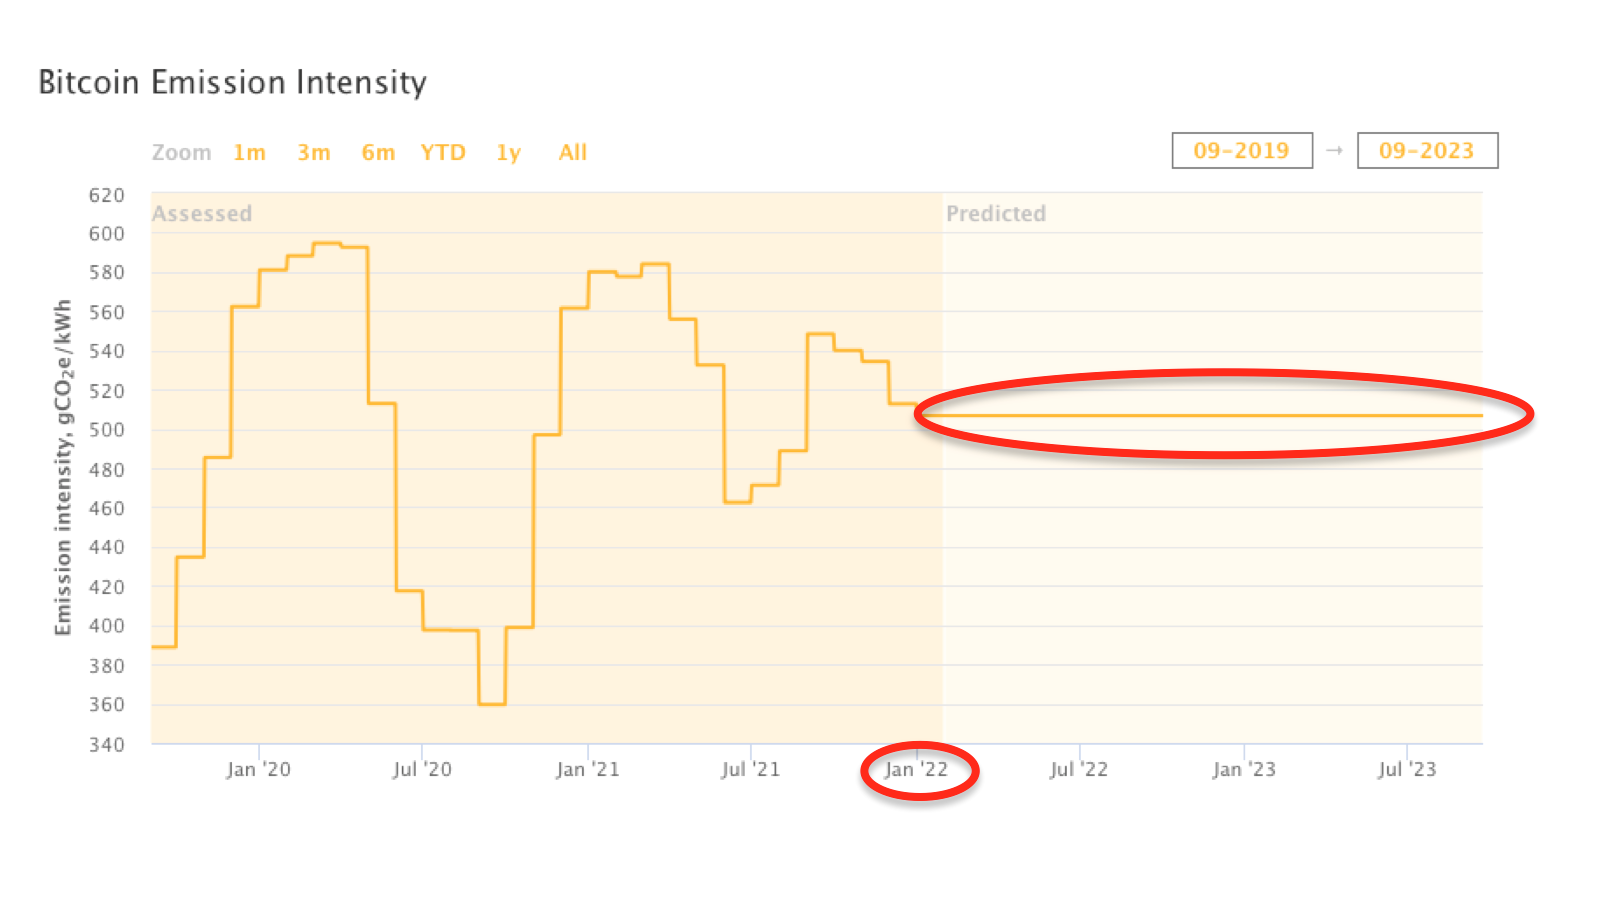 Bitcoin Emission Intensity
Zoom 1m 3m 6m YTD 1y All
09-2019 → 09-2023
Assessed
Predicted
Emission intensity, gCO₂e/kWh
620
600
580
560
540
520
500
480
460
440
420
400
380
360
340
Jan '20 Jul '20 Jan '21 Jul '21 Jan '22 Jul '22 Jan '23 Jul '23